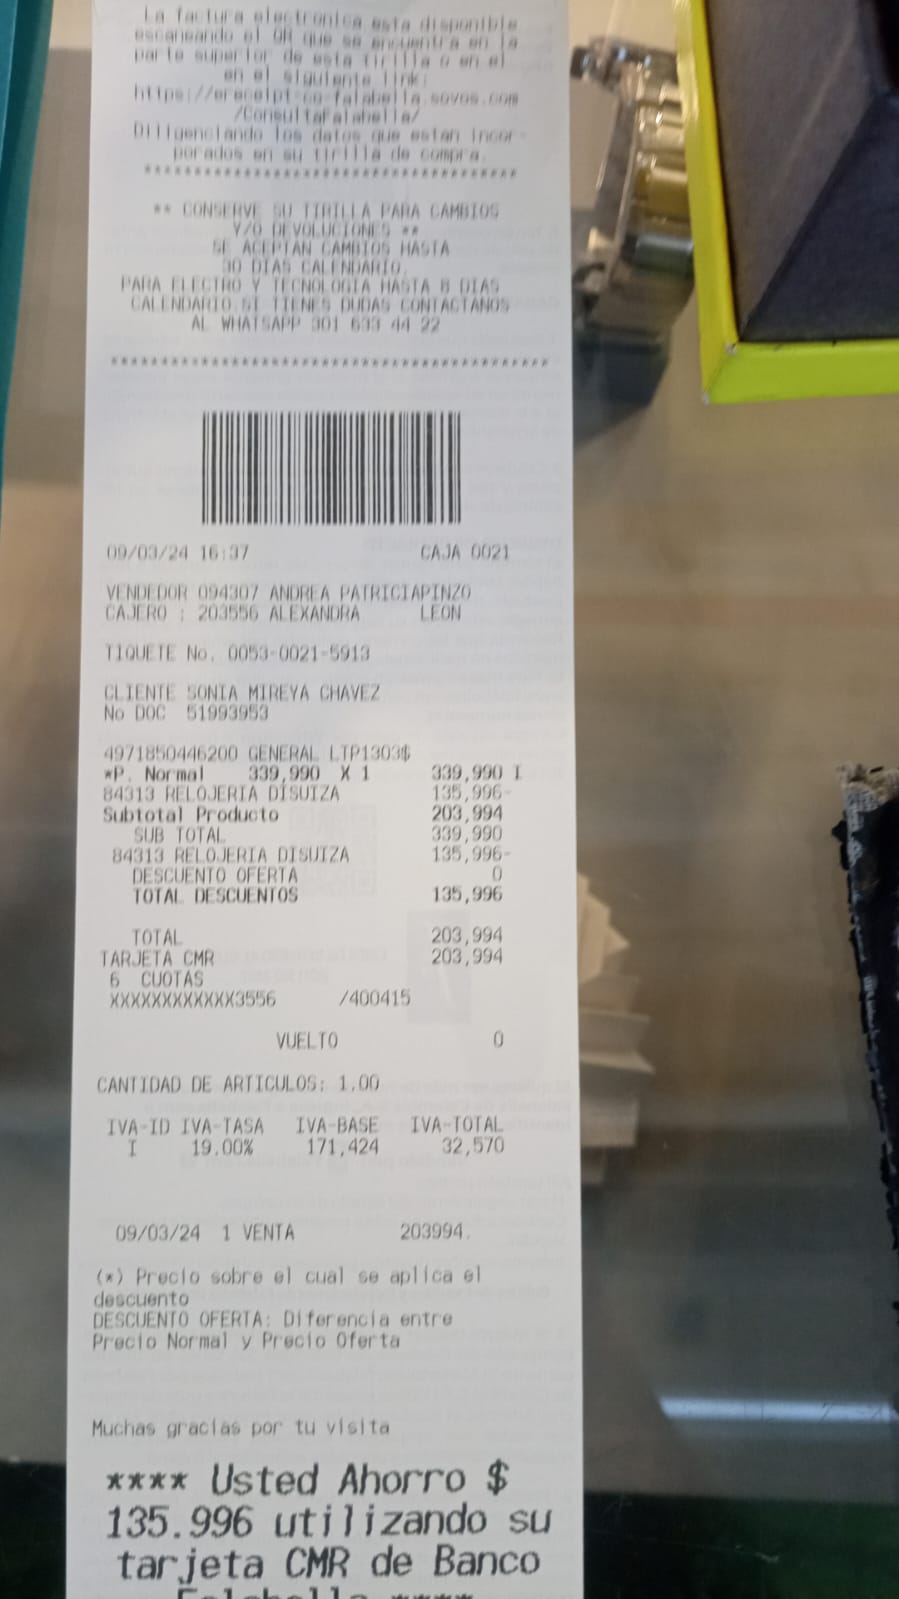 La factura electronica esta disponible
escaneando el QR que se encuentra en la
parte superior de esta tirilla o en el
en el siguiente link:
https://ereceipt-co-falabella.sovos.com
/ConsultaFalabella/
Diligenciando los datos que estan incor-
porados en su tirilla de compra.
*************************************
** CONSERVE SU TIRILLA PARA CAMBIOS
Y/O DEVOLUCIONES **
SE ACEPTAN CAMBIOS HASTA
30 DIAS CALENDARIO.
PARA ELECTRO Y TECNOLOGIA HASTA 8 DIAS
CALENDARIO.SI TIENES DUDAS CONTACTANOS
AL WHATSAPP 301 633 44 22
*******************************************
09/03/24 16:37 CAJA 0021
VENDEDOR 094307 ANDREA PATRICIAPINZO
CAJERO : 203556 ALEXANDRA LEON
TIQUETE No. 0053-0021-5913
CLIENTE SONIA MIREYA CHAVEZ
No DOC 51993953
4971850446200 GENERAL LTP1303$
*P. Normal 339,990 X 1 339,990 I
84313 RELOJERIA DISUIZA 135,996-
Subtotal Producto 203,994
SUB TOTAL 339,990
84313 RELOJERIA DISUIZA 135,996-
DESCUENTO OFERTA 0
TOTAL DESCUENTOS 135,996
TOTAL 203,994
TARJETA CMR 203,994
6 CUOTAS
XXXXXXXXXXXX3556 /400415
VUELTO 0
CANTIDAD DE ARTICULOS: 1.00
IVA-ID IVA-TASA IVA-BASE IVA-TOTAL
I 19.00% 171,424 32,570
09/03/24 1 VENTA 203994.
(*) Precio sobre el cual se aplica el
descuento
DESCUENTO OFERTA: Diferencia entre
Precio Normal y Precio Oferta
Muchas gracias por tu visita
**** Usted Ahorro $
135.996 utilizando su
tarjeta CMR de Banco
Falabella ****